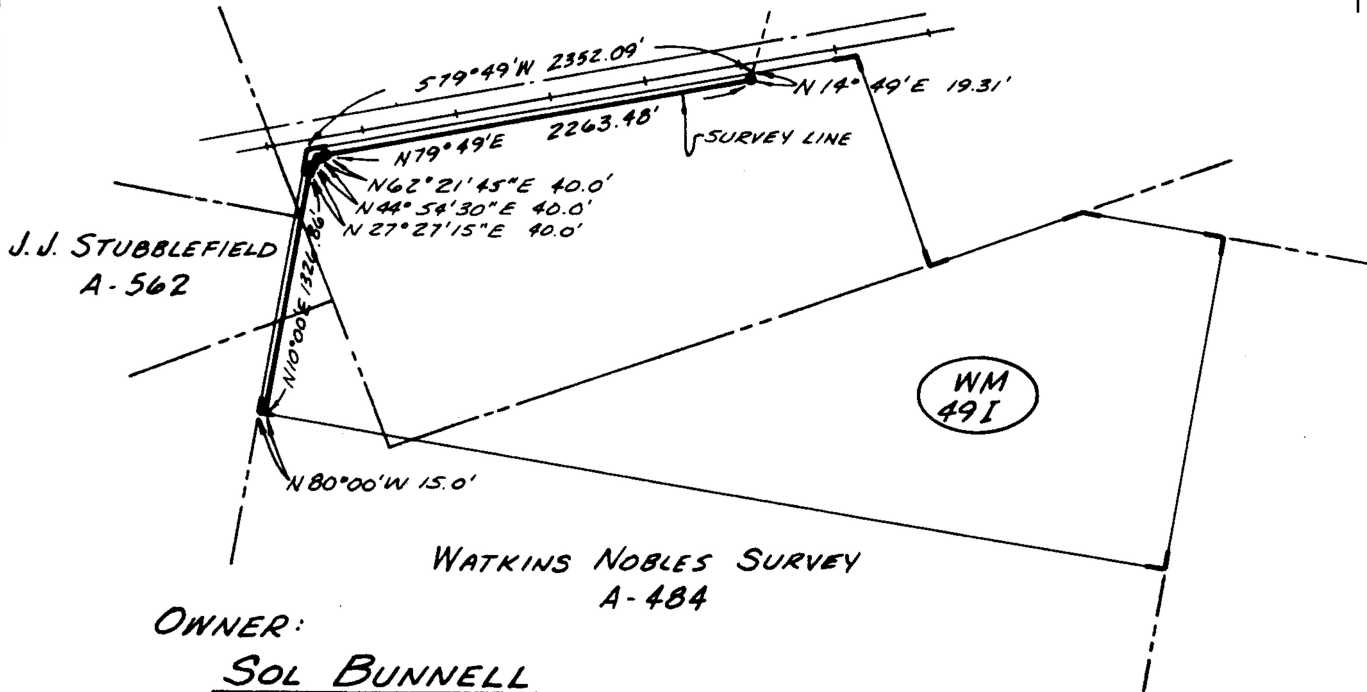 S79°49'W 2352.09'
N14°49'E 19.31'
N79°49'E 2263.48'
SURVEY LINE
N62°21'45"E 40.0'
N44°54'30"E 40.0'
N27°27'15"E 40.0'
J.J. STUBBLEFIELD
A-562
N10°00'E
WM
49I
N80°00'W 15.0'
WATKINS NOBLES SURVEY
A-484
OWNER:
SOL BUNNELL